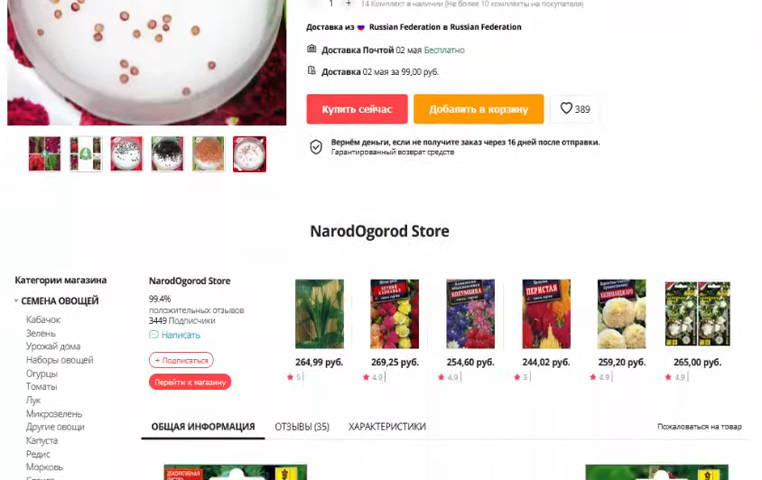 1 + 14 Комплект в наличии (Не более 10 комплекты на покупателя)
Доставка из Russian Federation в Russian Federation
Доставка Почтой 02 мая Бесплатно
Доставка 02 мая за 99,00 руб.
Купить сейчас
Добавить в корзину
389
Вернём деньги, если не получите заказ через 16 дней после отправки.
Гарантированный возврат средств
NarodOgorod Store
Категории магазина
СЕМЕНА ОВОЩЕЙ
Кабачок
Зелень
Урожай дома
Наборы овощей
Огурцы
Томаты
Лук
Микрозелень
Другие овощи
Капуста
Редис
Морковь
NarodOgorod Store
99.4%
положительных отзывов
3449 Подписчики
Написать
+ Подписаться
Перейти к магазину
ПЕРИСТАЯ
264,99 руб.
269,25 руб.
254,60 руб.
244,02 руб.
259,20 руб.
265,00 руб.
5
4.9
4.9
5
4.9
4.9
ОБЩАЯ ИНФОРМАЦИЯ
ОТЗЫВЫ (35)
ХАРАКТЕРИСТИКИ
Пожаловаться на товар